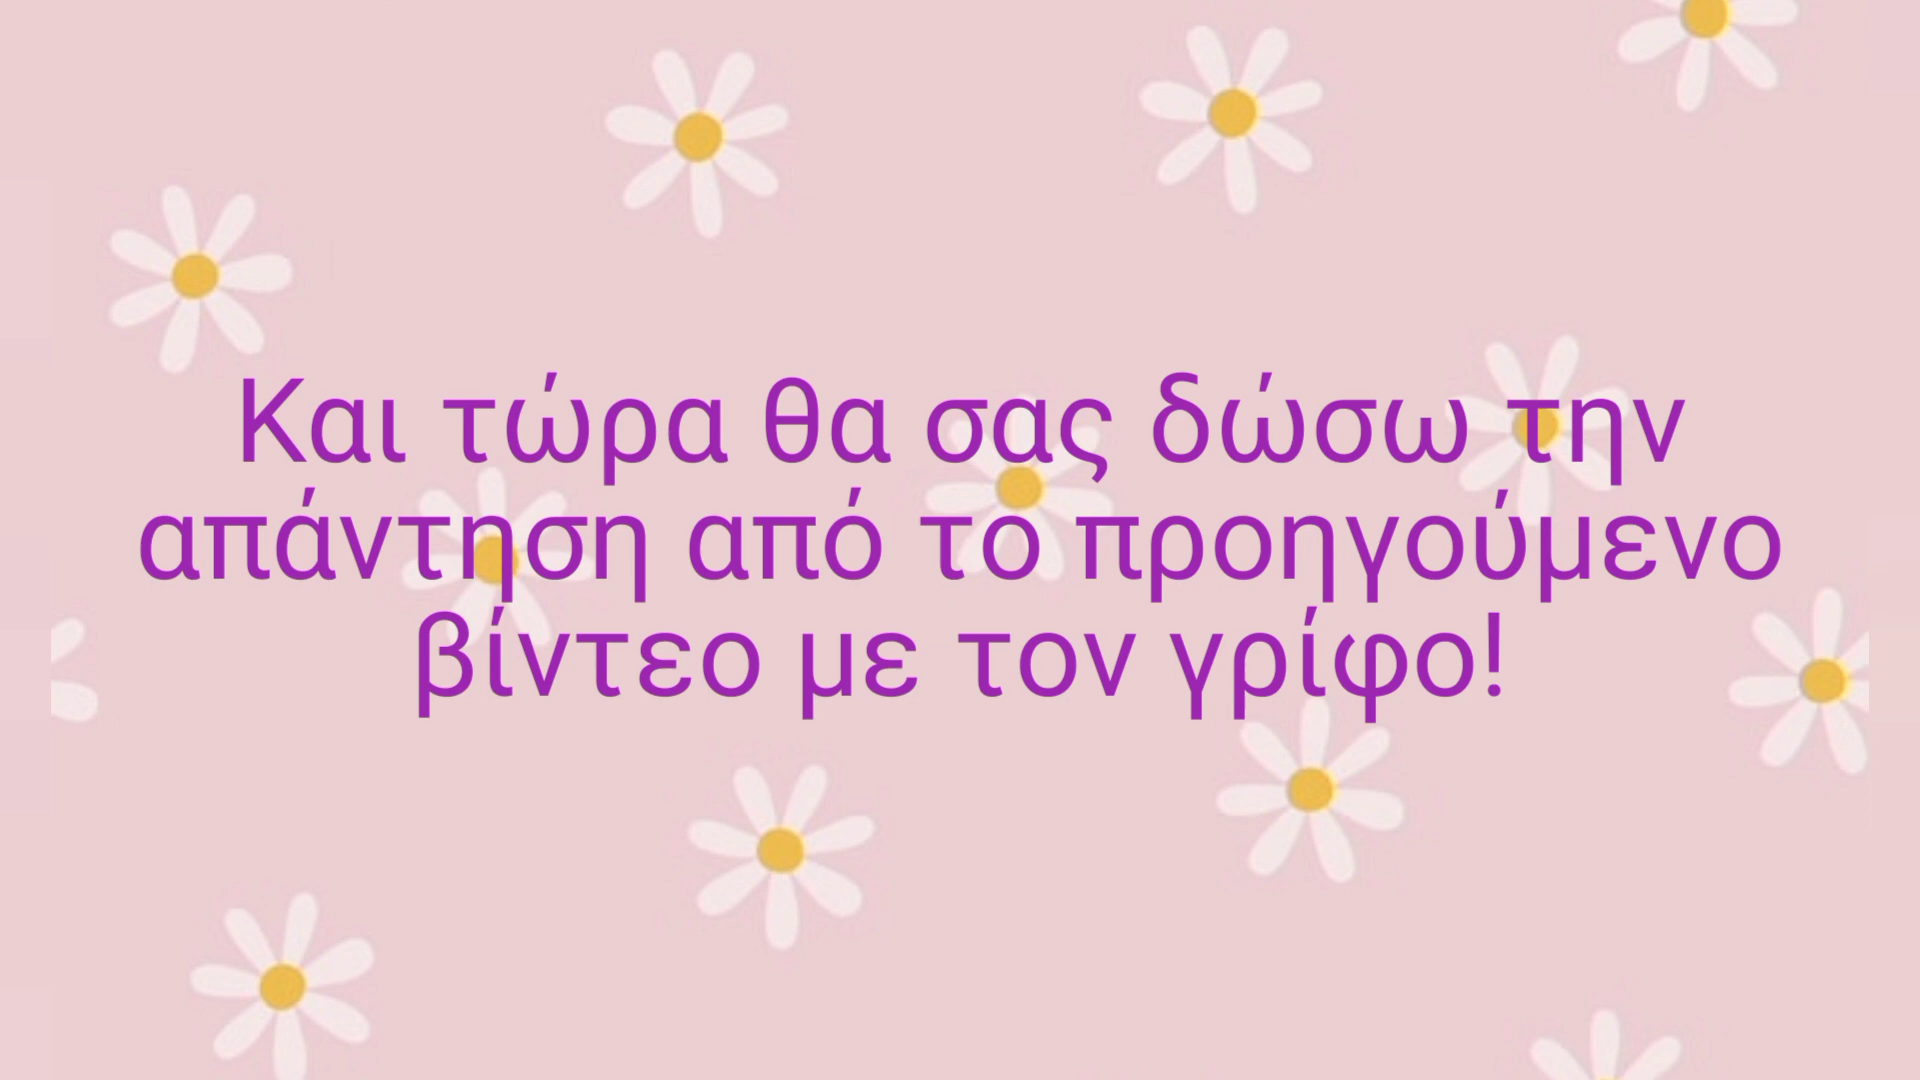 Και τώρα θα σας δώσω την
απάντηση από το προηγούμενο
βίντεο με τον γρίφο!